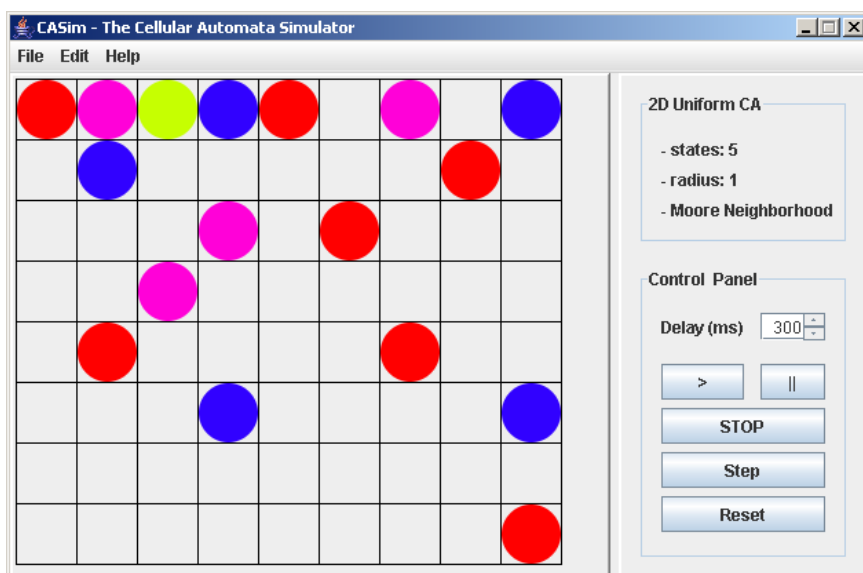 CASim - The Cellular Automata Simulator
File Edit Help
2D Uniform CA
- states: 5
- radius: 1
- Moore Neighborhood
Control Panel
Delay (ms) 300
> ||
STOP
Step
Reset